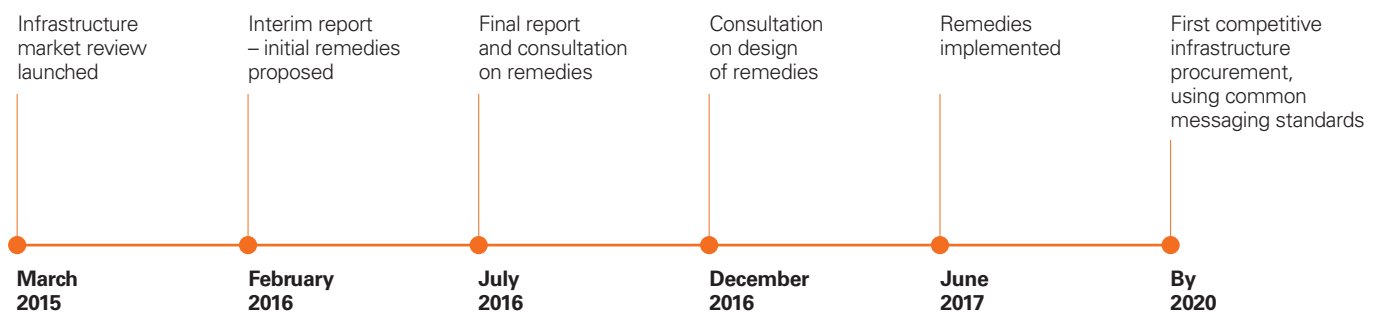 Infrastructure
market review
launched
Interim report
– initial remedies
proposed
Final report
and consultation
on remedies
Consultation
on design
of remedies
Remedies
implemented
First competitive
infrastructure
procurement,
using common
messaging standards
March
2015
February
2016
July
2016
December
2016
June
2017
By
2020